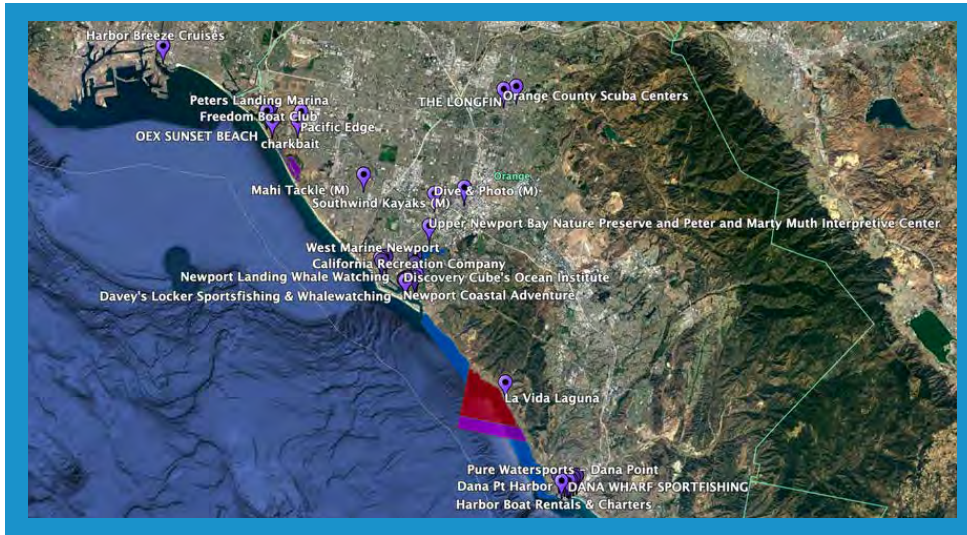 Harbor Breeze Cruises
Peters Landing Marina
THE LONGFIN
Orange County Scuba Centers
Freedom Boat Club
Pacific Edge
OEX SUNSET BEACH
charkbait
Orange
Mahi Tackle (M)
Dive & Photo (M)
Southwind Kayaks (M)
Upper Newport Bay Nature Preserve and Peter and Marty Muth Interpretive Center
West Marine Newport
California Recreation Company
Newport Landing Whale Watching
Discovery Cube's Ocean Institute
Davey's Locker Sportsfishing & Whalewatching
Newport Coastal Adventure
La Vida Laguna
Pure Watersports - Dana Point
Dana Pt Harbor
DANA WHARF SPORTFISHING
Harbor Boat Rentals & Charters